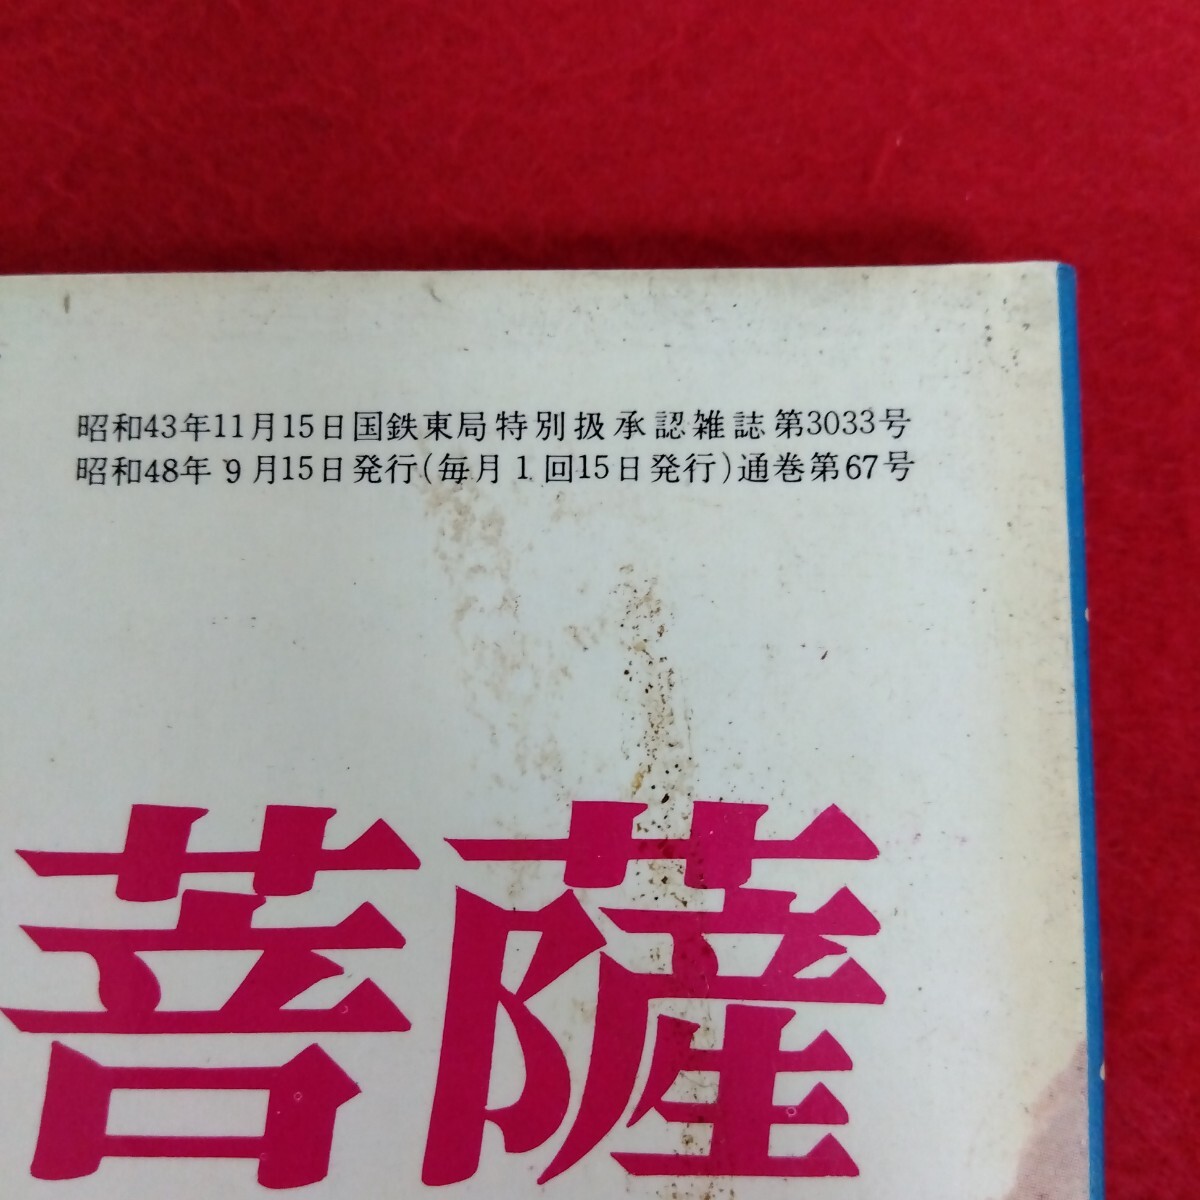 昭和43年11月15日国鉄東局特別扱承認雑誌第3033号
昭和48年 9月15日発行(毎月1回15日発行)通巻第67号
菩薩